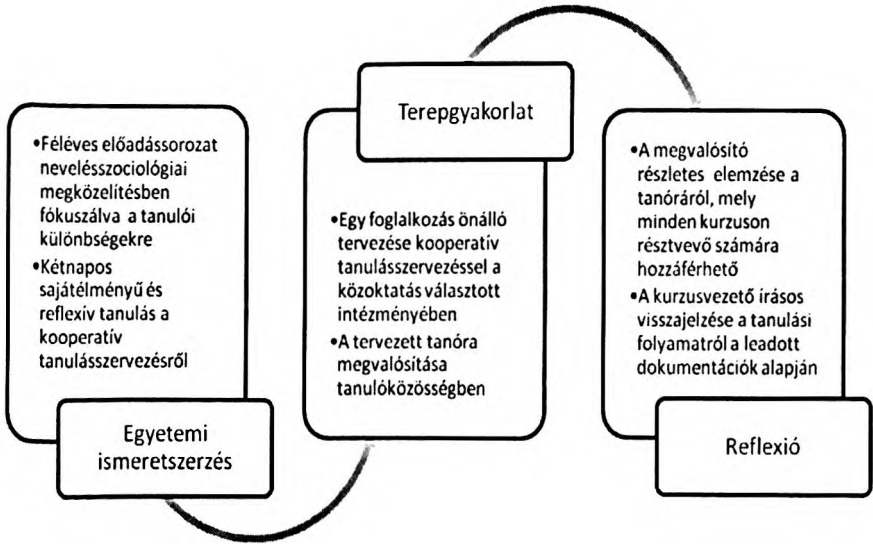 •Féléves előadássorozat
nevelésszociológiai
megközelítésben
fókuszálva a tanulói
különbségekre
•Kétnapos
sajátélményű és
reflexív tanulás a
kooperatív
tanulásszervezésről
Egyetemi
ismeretszerzés
Terepgyakorlat
•Egy foglalkozás önálló
tervezése kooperatív
tanulásszervezéssel a
közoktatás választott
intézményében
•A tervezett tanóra
megvalósítása
tanulóközösségben
•A megvalósító
részletes elemzése a
tanóráról, mely
minden kurzuson
résztvevő számára
hozzáférhető
•A kurzusvezető írásos
visszajelzése a tanulási
folyamatról a leadott
dokumentációk alapján
Reflexió